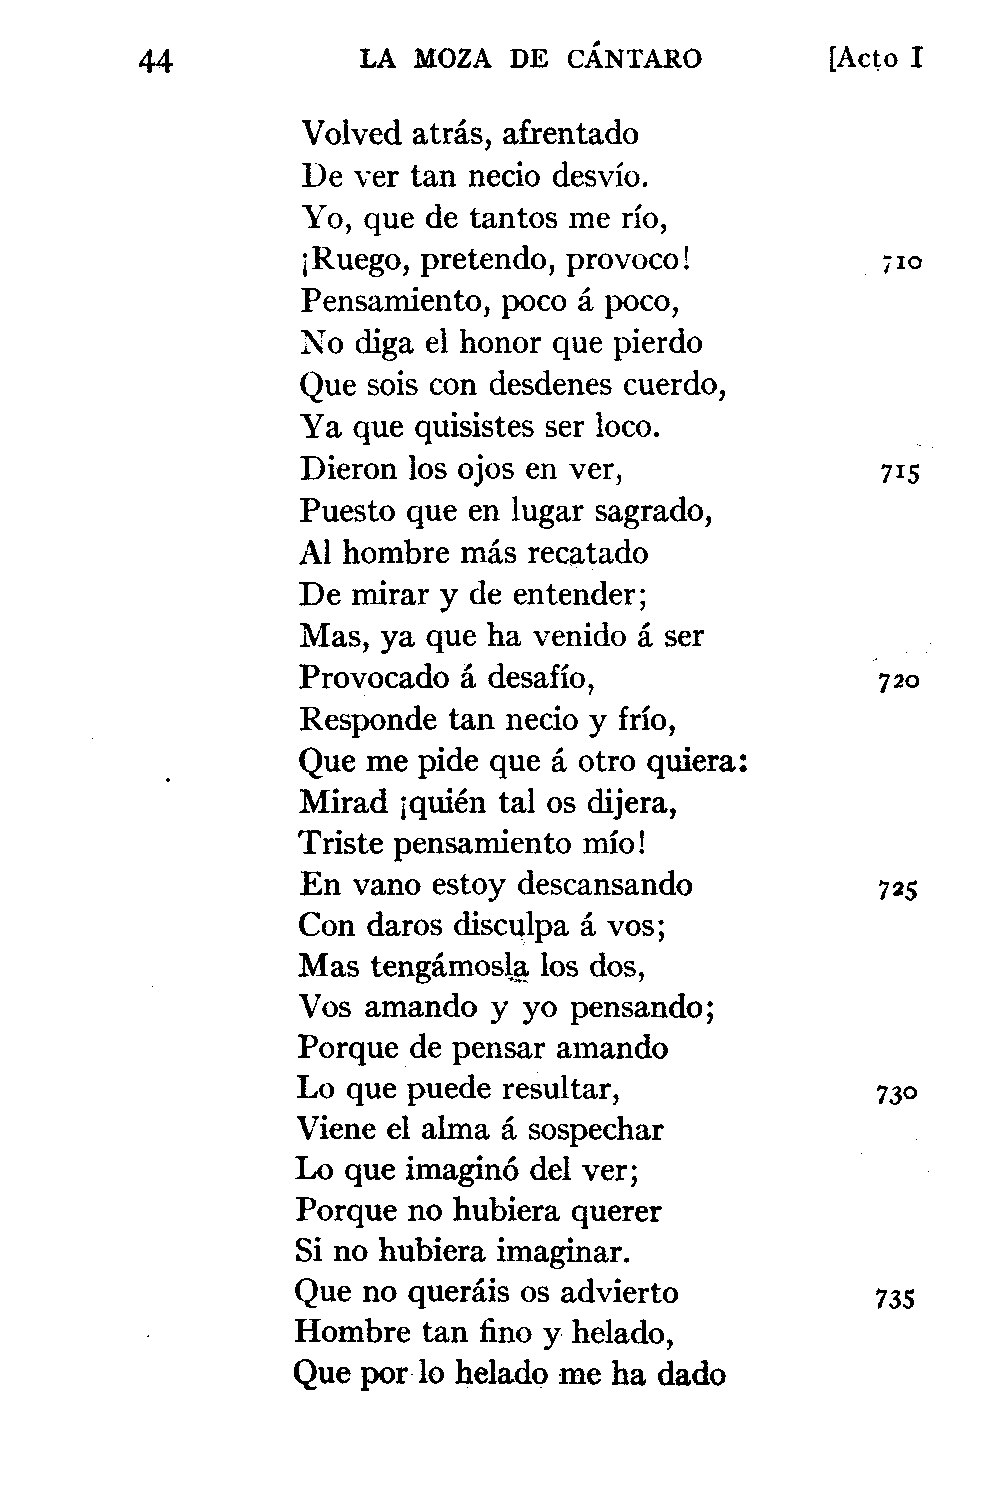 44 LA MOZA DE CÁNTARO [Acto I
Volved atrás, afrentado
De ver tan necio desvío.
Yo, que de tantos me río,
¡Ruego, pretendo, provoco! 710
Pensamiento, poco á poco,
No diga el honor que pierdo
Que sois con desdenes cuerdo,
Ya que quisistes ser loco.
Dieron los ojos en ver, 715
Puesto que en lugar sagrado,
Al hombre más recatado
De mirar y de entender;
Mas, ya que ha venido á ser
Provocado á desafío, 720
Responde tan necio y frío,
Que me pide que á otro quiera:
Mirad ¡quién tal os dijera,
Triste pensamiento mío!
En vano estoy descansando 725
Con daros disculpa á vos;
Mas tengámosla los dos,
Vos amando y yo pensando;
Porque de pensar amando
Lo que puede resultar, 730
Viene el alma á sospechar
Lo que imaginó del ver;
Porque no hubiera querer
Si no hubiera imaginar.
Que no queráis os advierto 735
Hombre tan fino y helado,
Que por lo helado me ha dado